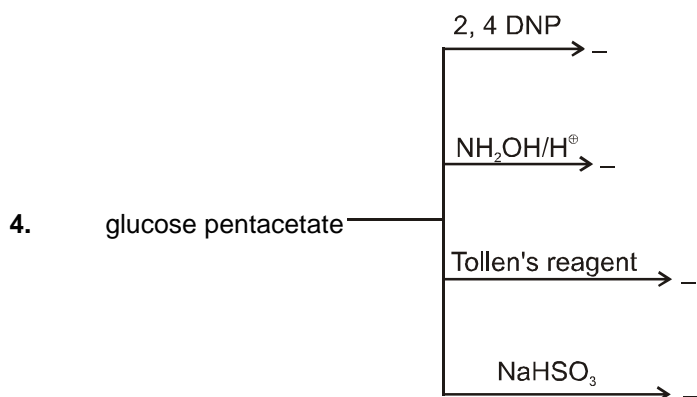 2, 4 DNP
–
NH₂OH/H⊕
–
4. glucose pentacetate
Tollen's reagent
–
NaHSO₃
–